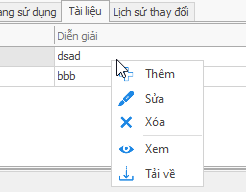 ang sử dụng Tài liệu Lịch sử thay đổi
Diễn giải
dsad
bbb
Thêm
Sửa
Xóa
Xem
Tải về